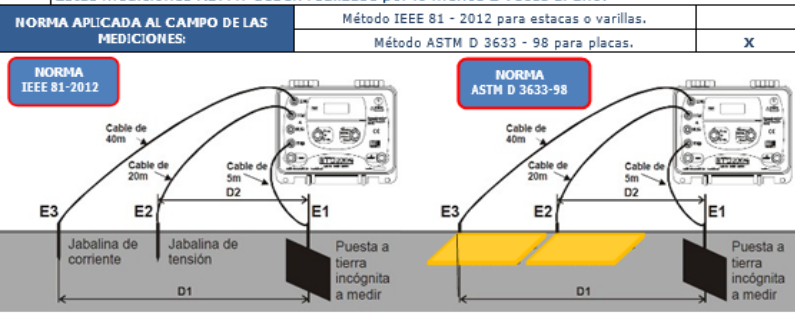 NORMA APLICADA AL CAMPO DE LAS
MEDICIONES:
Método IEEE 81 - 2012 para estacas o varillas.
Método ASTM D 3633 - 98 para placas.
X
NORMA
IEEE 81-2012
Cable de
40m
Cable de
20m
Cable de
5m
D2
E3
E2
E1
Jabalina de
corriente
Jabalina de
tensión
Puesta a
tierra
incógnita
a medir
D1
NORMA
ASTM D 3633-98
Cable de
40m
Cable de
20m
Cable de
5m
D2
E3
E2
E1
Puesta a
tierra
incógnita
a medir
D1